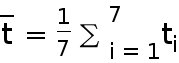 t̅ = 1/7 ∑ 7 i = 1 tᵢ